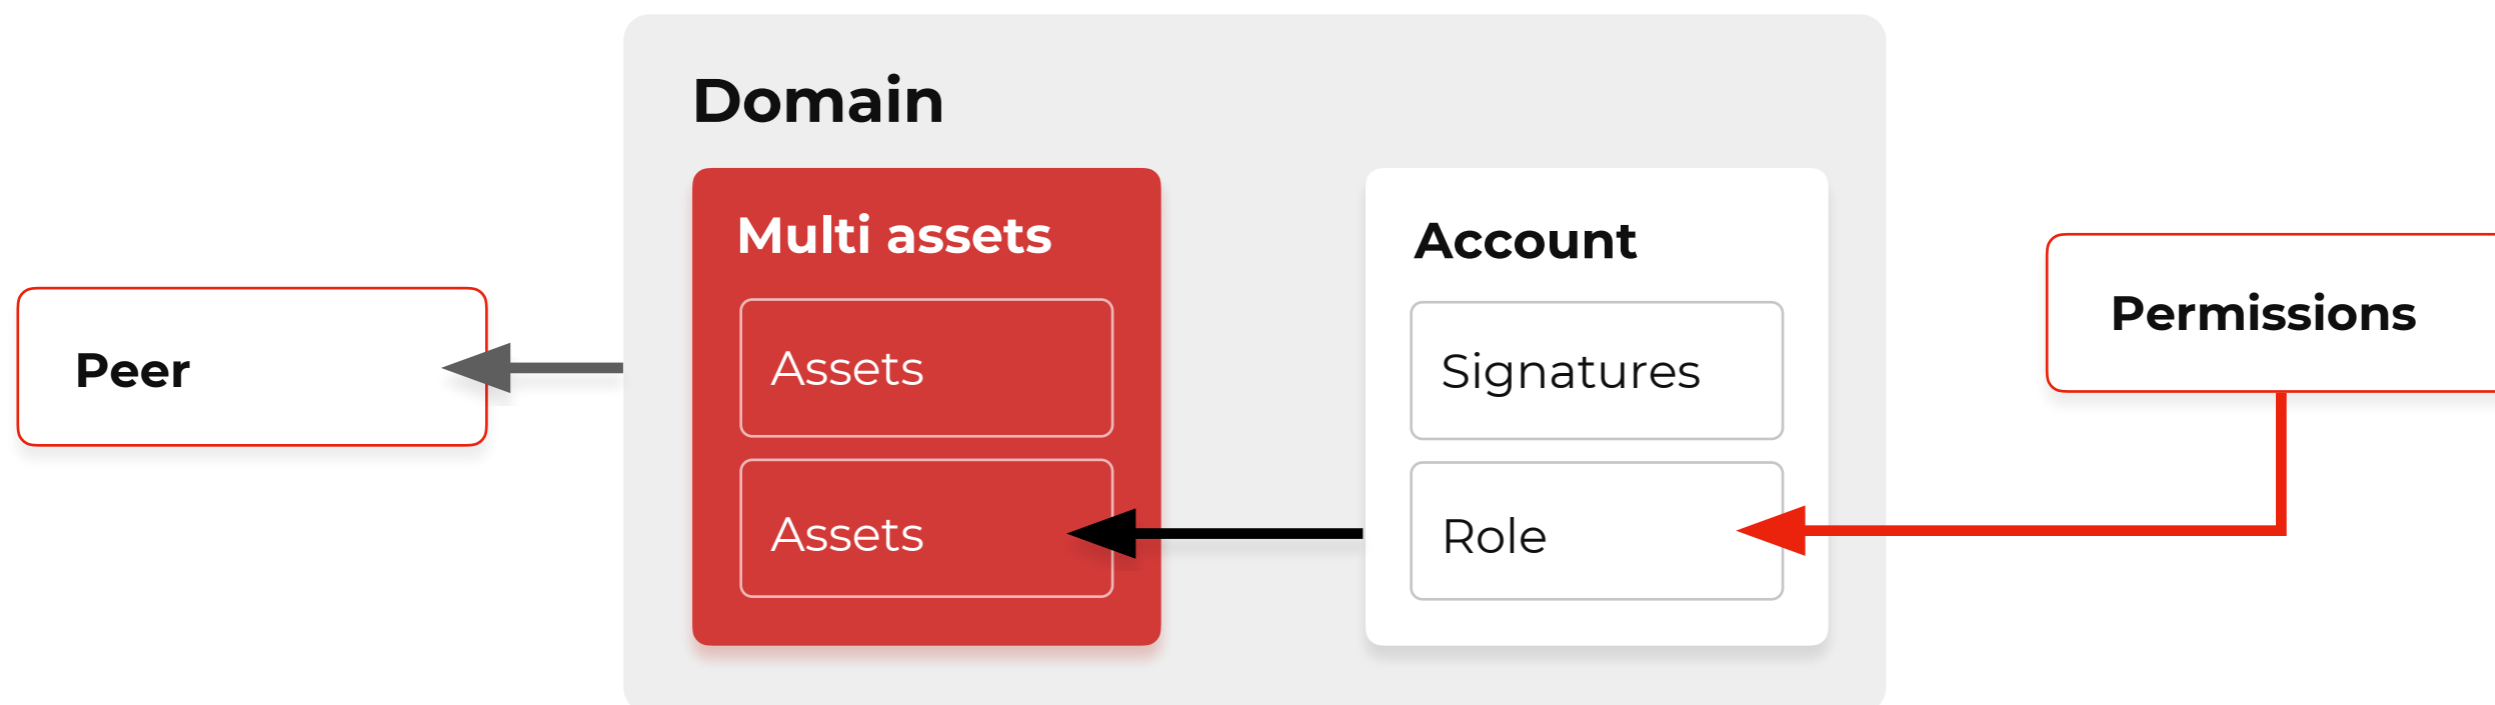 Domain
Multi assets
Assets
Assets
Account
Signatures
Role
Peer
Permissions